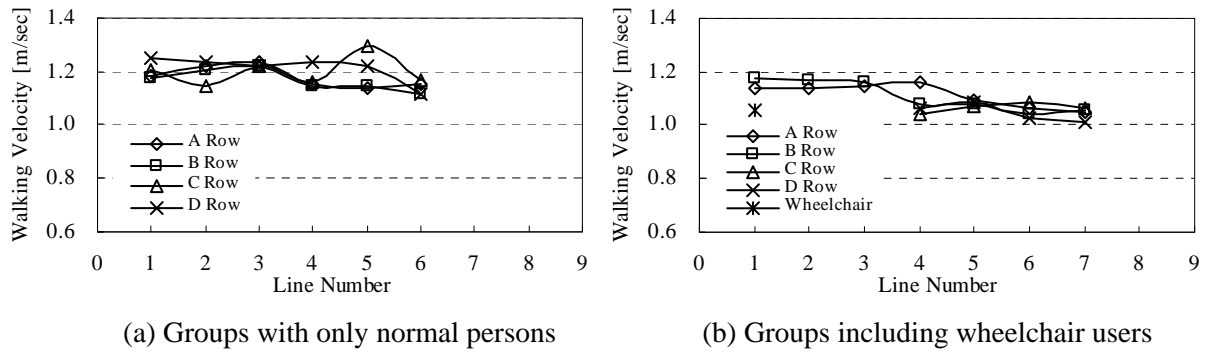 Walking Velocity [m/sec]
1.4
1.2
1.0
0.8
0.6
A Row
B Row
C Row
D Row
0 1 2 3 4 5 6 7 8 9
Line Number
(a) Groups with only normal persons
Walking Velocity [m/sec]
1.4
1.2
1.0
0.8
0.6
A Row
B Row
C Row
D Row
Wheelchair
0 1 2 3 4 5 6 7 8 9
Line Number
(b) Groups including wheelchair users